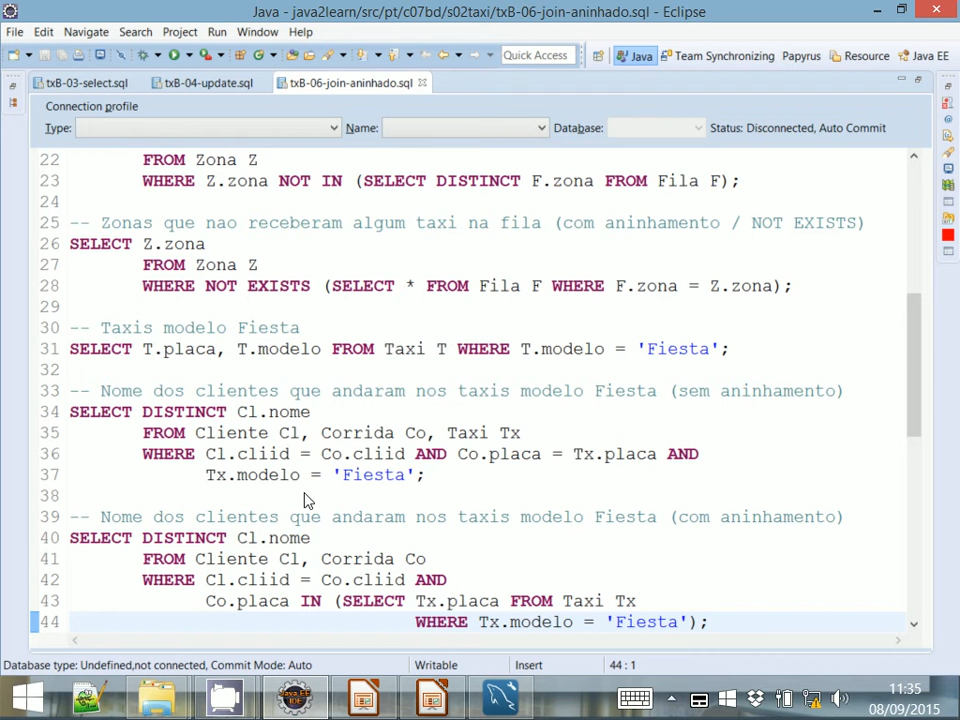 Java - java2learn/src/pt/c07bd/s02taxi/txB-06-join-aninhado.sql - Eclipse
File Edit Navigate Search Project Run Window Help
Quick Access Java Team Synchronizing Papyrus Resource Java EE
txB-03-select.sql txB-04-update.sql txB-06-join-aninhado.sql
Connection profile
Type: Name: Database: Status: Disconnected, Auto Commit
22 FROM Zona Z
23 WHERE Z.zona NOT IN (SELECT DISTINCT F.zona FROM Fila F);
24
25 -- Zonas que nao receberam algum taxi na fila (com aninhamento / NOT EXISTS)
26 SELECT Z.zona
27 FROM Zona Z
28 WHERE NOT EXISTS (SELECT * FROM Fila F WHERE F.zona = Z.zona);
29
30 -- Taxis modelo Fiesta
31 SELECT T.placa, T.modelo FROM Taxi T WHERE T.modelo = 'Fiesta';
32
33 -- Nome dos clientes que andaram nos taxis modelo Fiesta (sem aninhamento)
34 SELECT DISTINCT Cl.nome
35 FROM Cliente Cl, Corrida Co, Taxi Tx
36 WHERE Cl.cliid = Co.cliid AND Co.placa = Tx.placa AND
37 Tx.modelo = 'Fiesta';
38
39 -- Nome dos clientes que andaram nos taxis modelo Fiesta (com aninhamento)
40 SELECT DISTINCT Cl.nome
41 FROM Cliente Cl, Corrida Co
42 WHERE Cl.cliid = Co.cliid AND
43 Co.placa IN (SELECT Tx.placa FROM Taxi Tx
44 WHERE Tx.modelo = 'Fiesta');
Database type: Undefined,not connected, Commit Mode: Auto Writable Insert 44 : 1
Java EE
IDE
11:35
08/09/2015